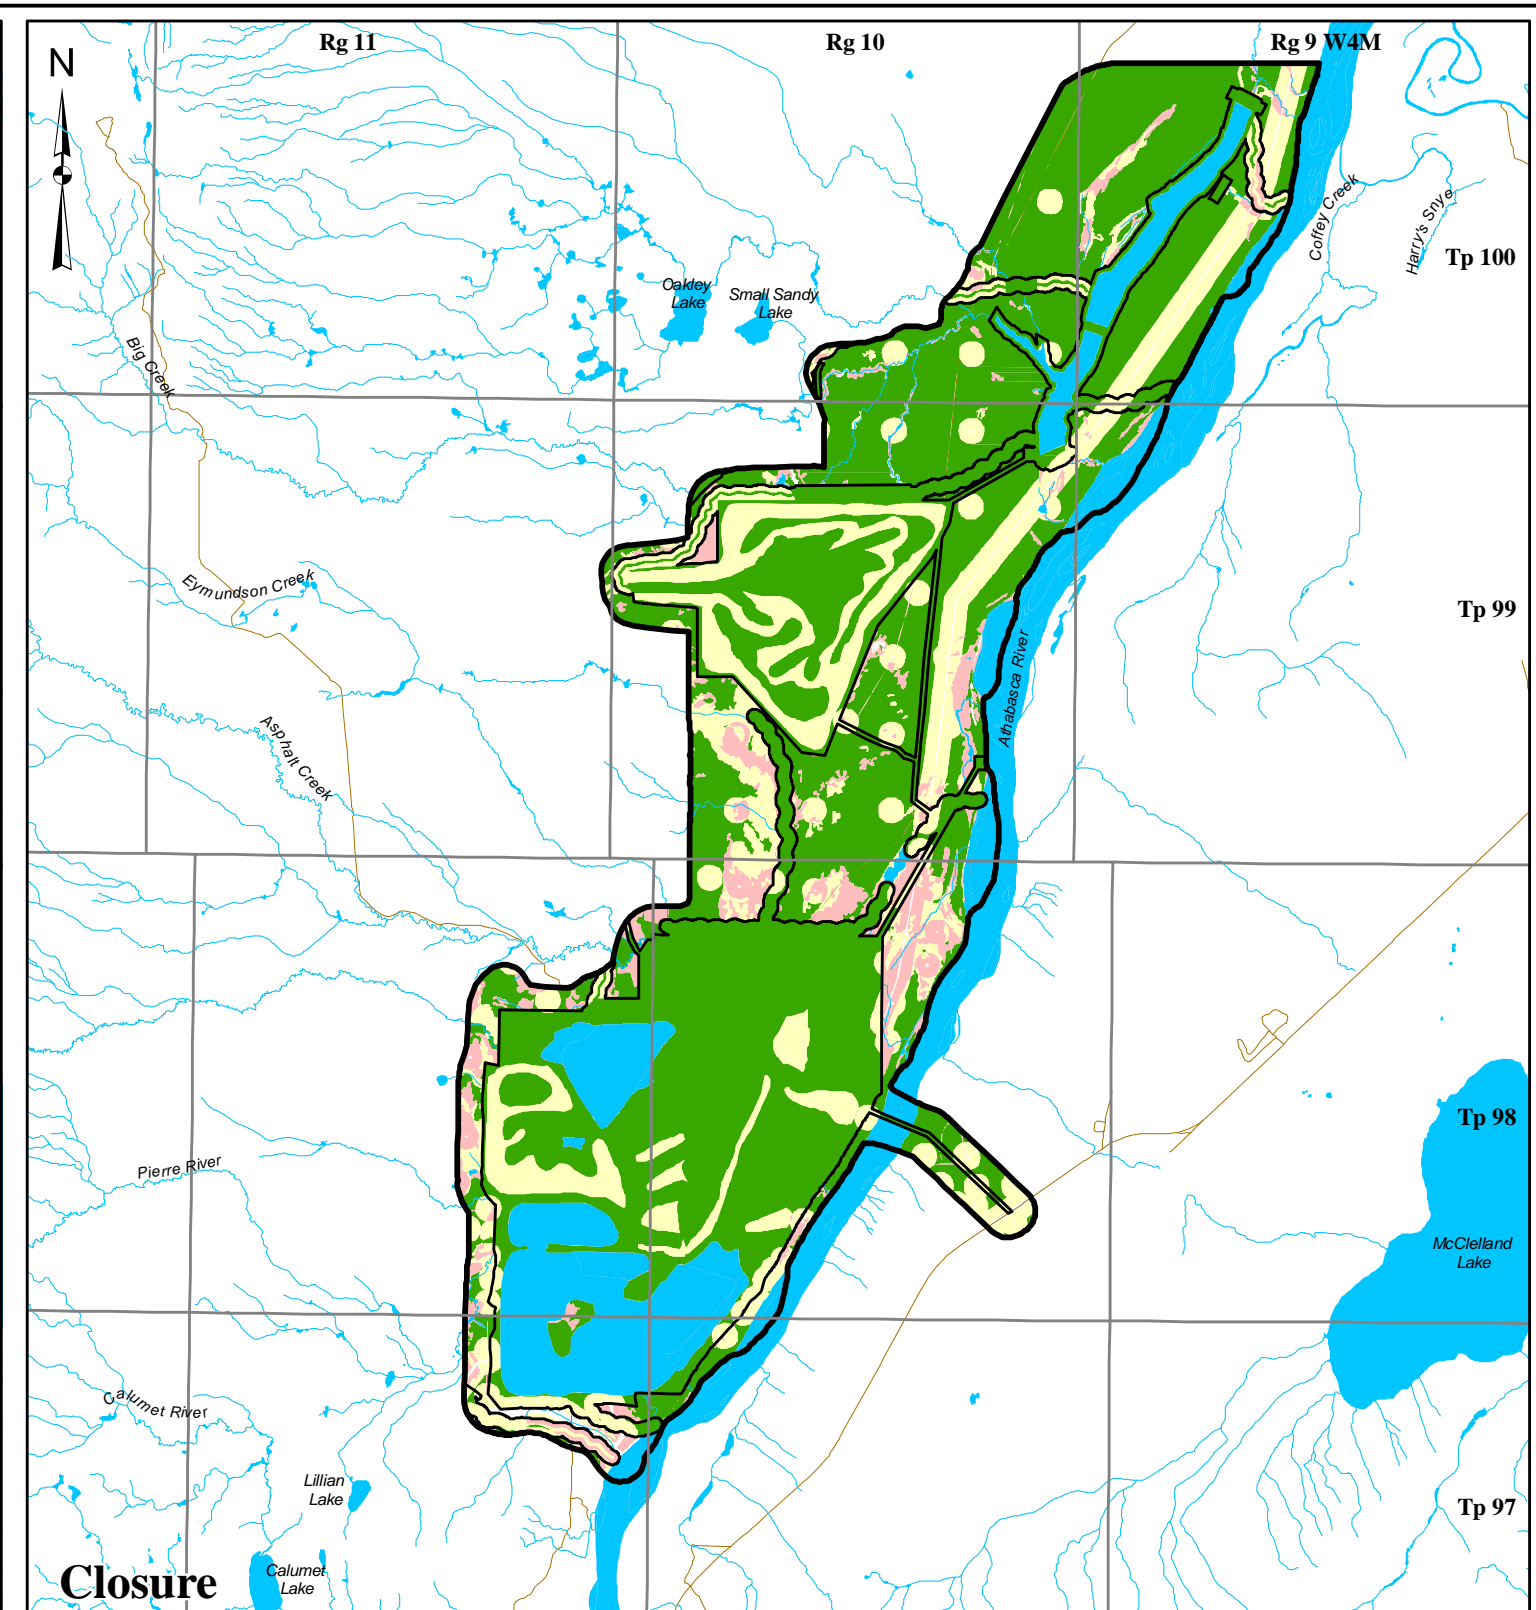 Rg 11
Rg 10
Rg 9 W4M
N
Coffey Creek
Harry's Snye
Tp 100
Oakley
Lake
Small Sandy
Lake
Big Creek
Eymundson Creek
Tp 99
Athabasca River
Asphalt Creek
Tp 98
Pierre River
McClelland
Lake
Calumet River
Lillian
Lake
Tp 97
Calumet
Lake
Closure